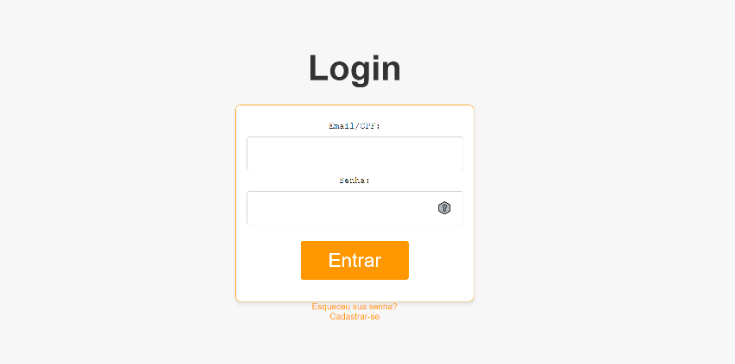 Login
Email/CPF:
Senha:
Entrar
Esqueceu sua senha?
Cadastrar-se